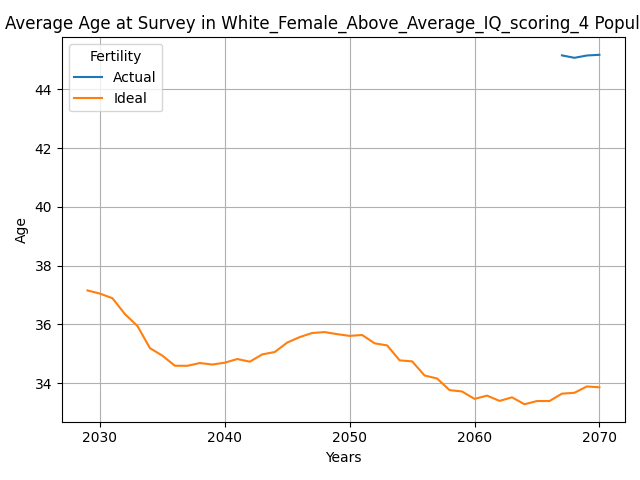 Average Age at Survey in White_Female_Above_Average_IQ_scoring_4 Popul
Fertility
Actual
Ideal
44
42
40
38
36
34
Age
2030 2040 2050 2060 2070
Years